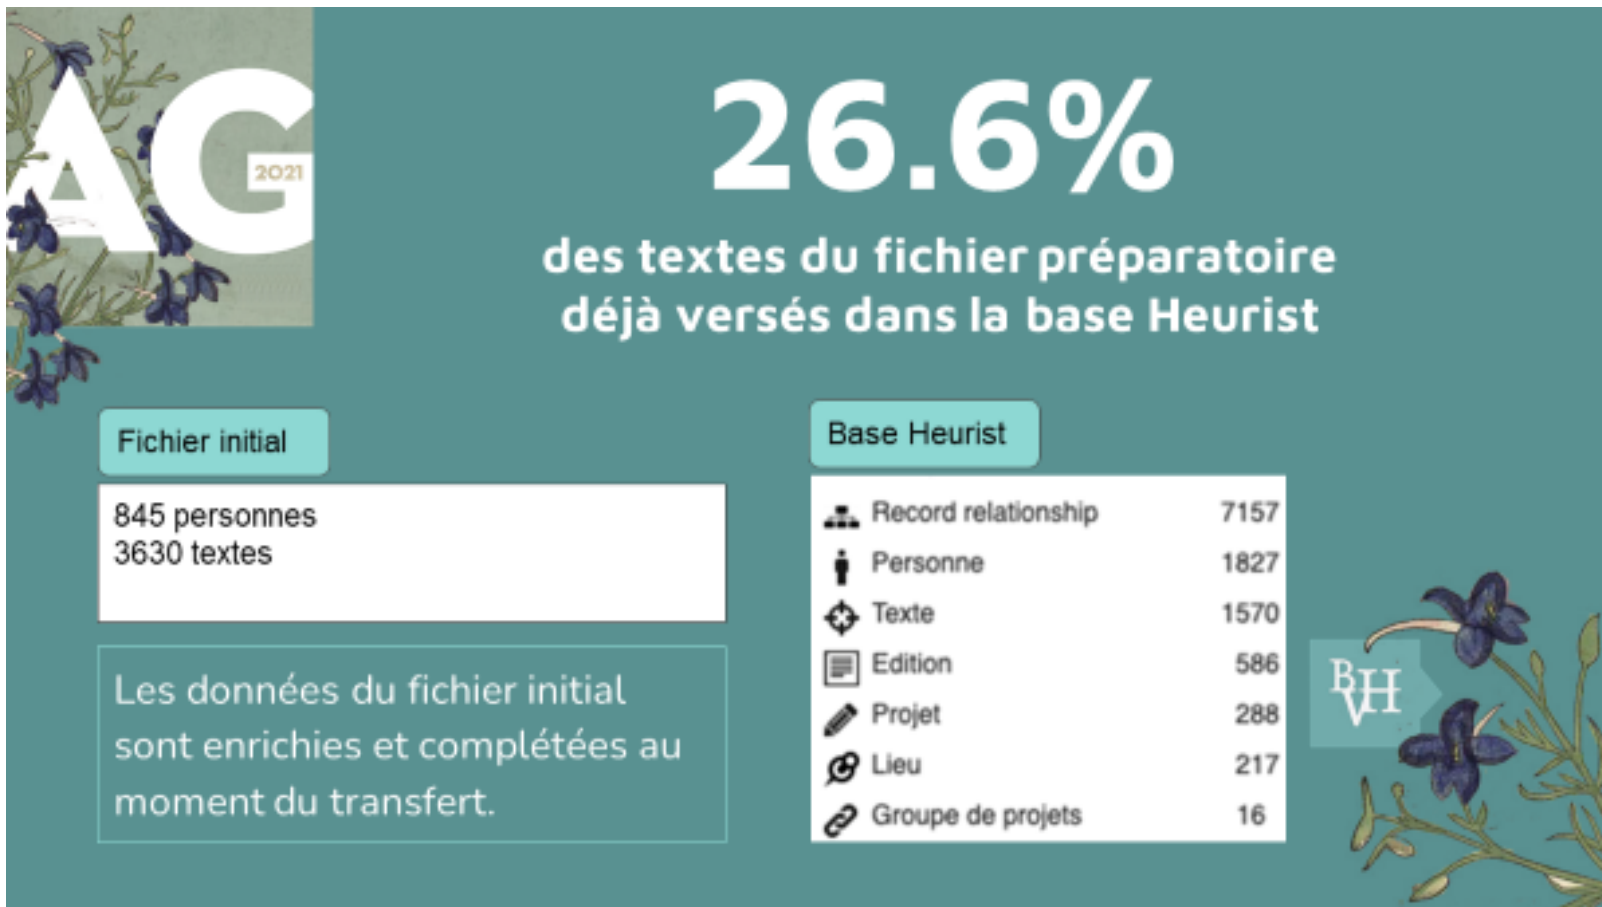 AG
2021
26.6%
des textes du fichier préparatoire
déjà versés dans la base Heurist
Fichier initial
845 personnes
3630 textes
Les données du fichier initial
sont enrichies et complétées au
moment du transfert.
Base Heurist
Record relationship 7157
Personne 1827
Texte 1570
Edition 586
Projet 288
Lieu 217
Groupe de projets 16
BVH